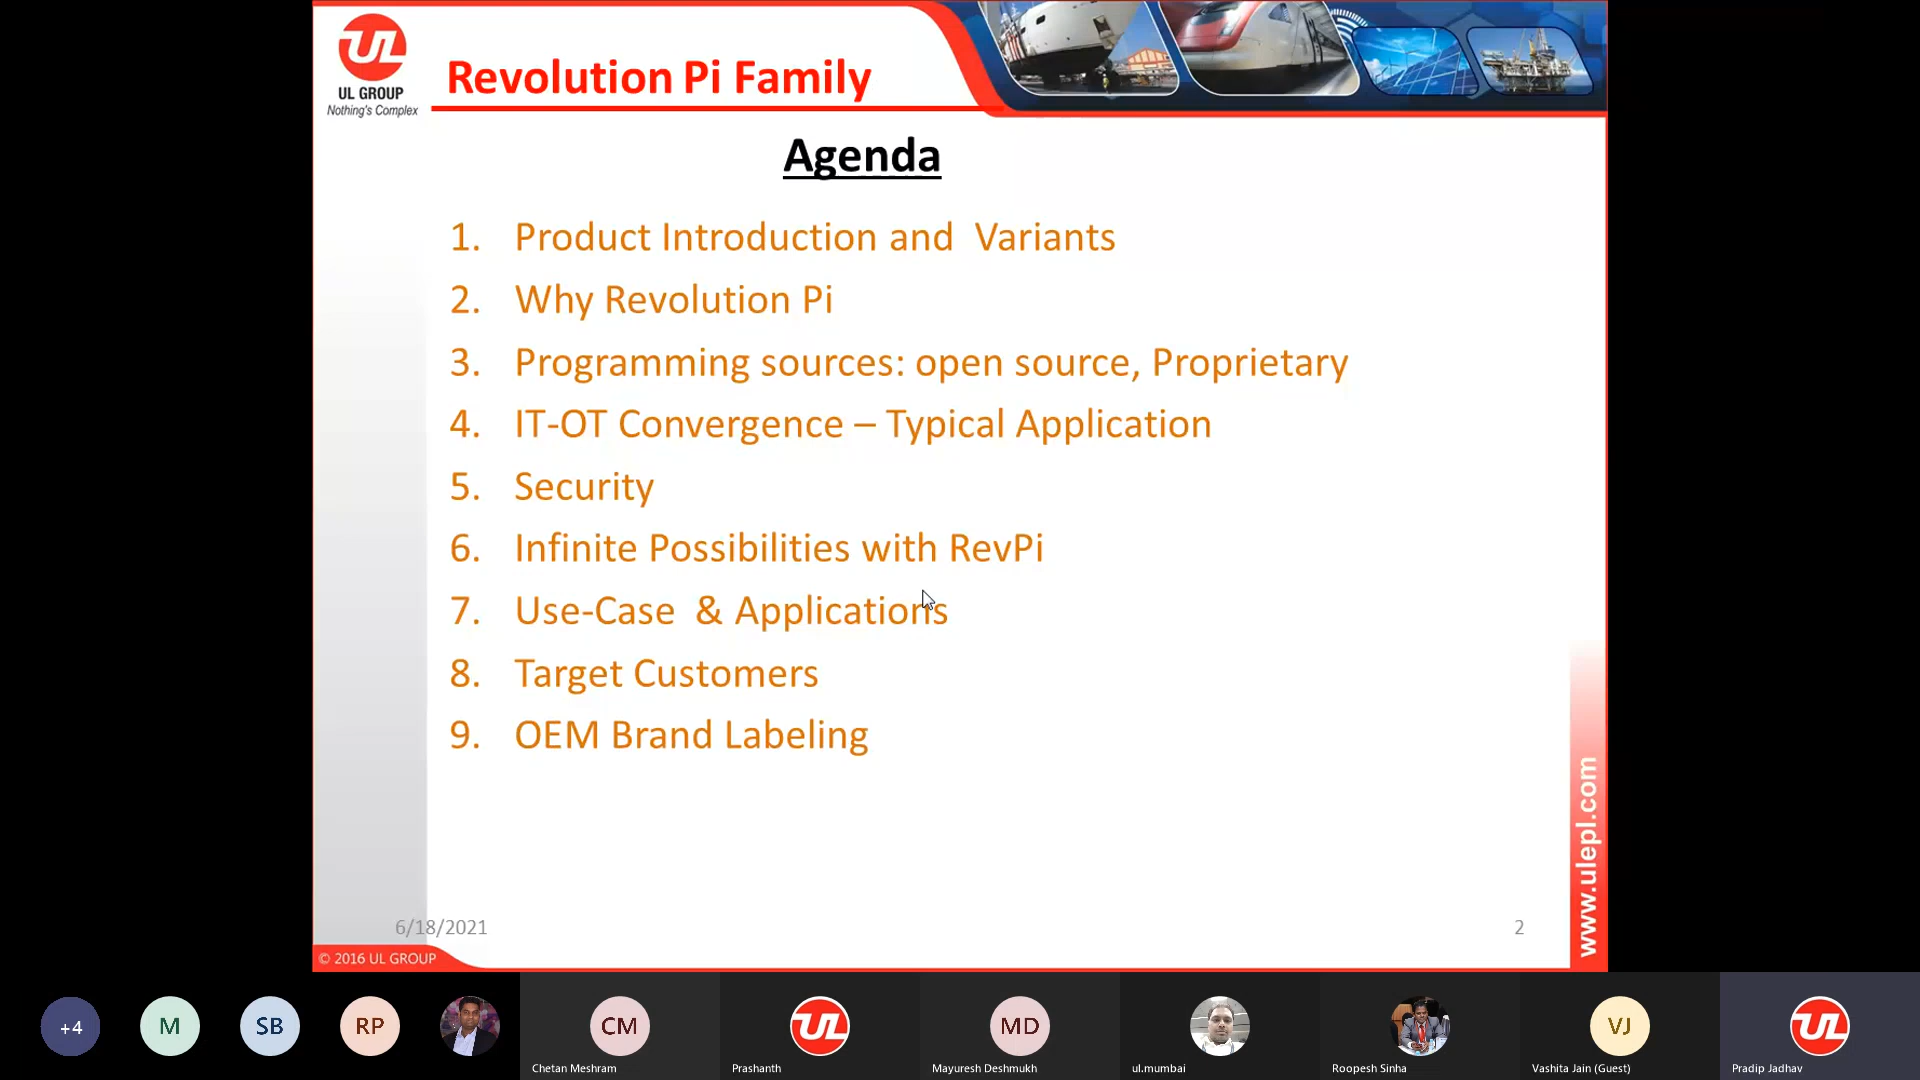 UL
UL GROUP
Nothing's Complex
Revolution Pi Family
Agenda
1. Product Introduction and Variants
2. Why Revolution Pi
3. Programming sources: open source, Proprietary
4. IT-OT Convergence – Typical Application
5. Security
6. Infinite Possibilities with RevPi
7. Use-Case & Applications
8. Target Customers
9. OEM Brand Labeling
www.ulepl.com
6/18/2021
2
© 2016 UL GROUP
+4
M
SB
RP
CM
Chetan Meshram
UL
Prashanth
MD
Mayuresh Deshmukh
ul.mumbai
Roopesh Sinha
VJ
Vashita Jain (Guest)
UL
Pradip Jadhav